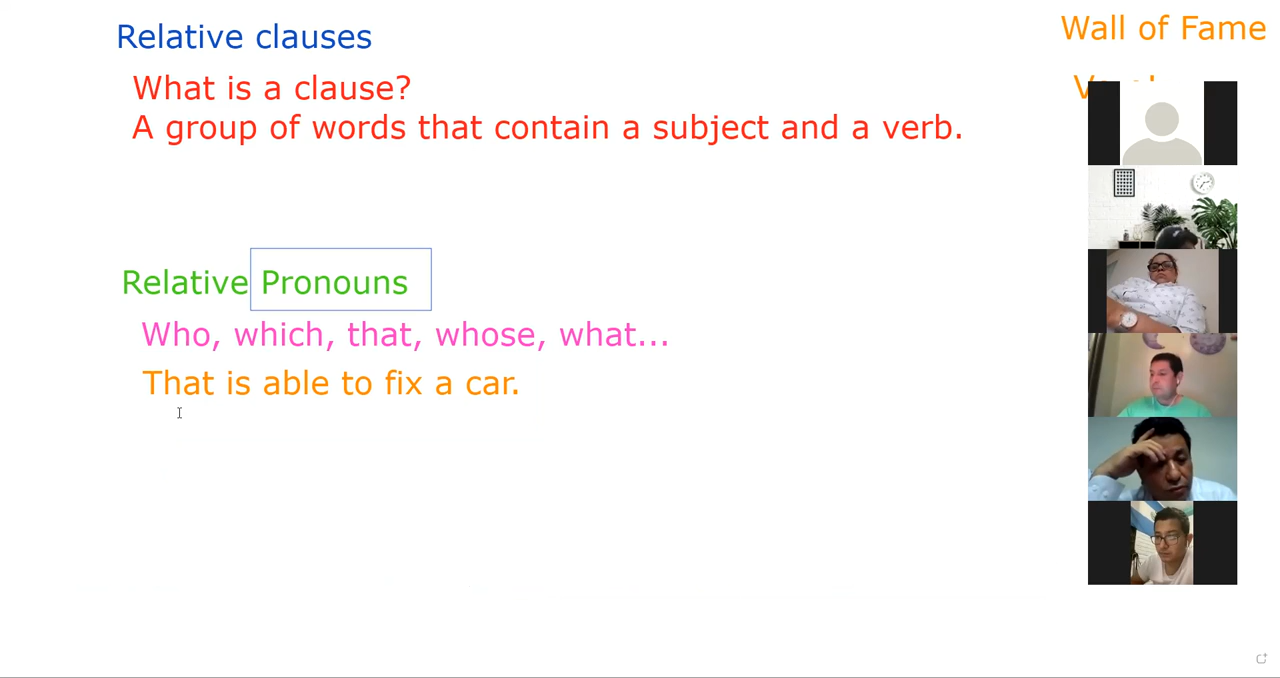 Relative clauses
Wall of Fame
What is a clause?
A group of words that contain a subject and a verb.
Relative Pronouns
Who, which, that, whose, what...
That is able to fix a car.